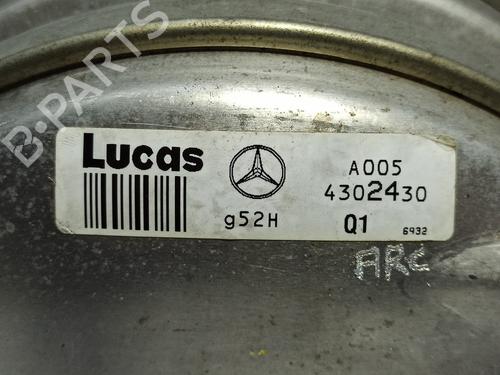 B-PARTS
Lucas
A005
4302430
g52H
Q1
6932
ARC